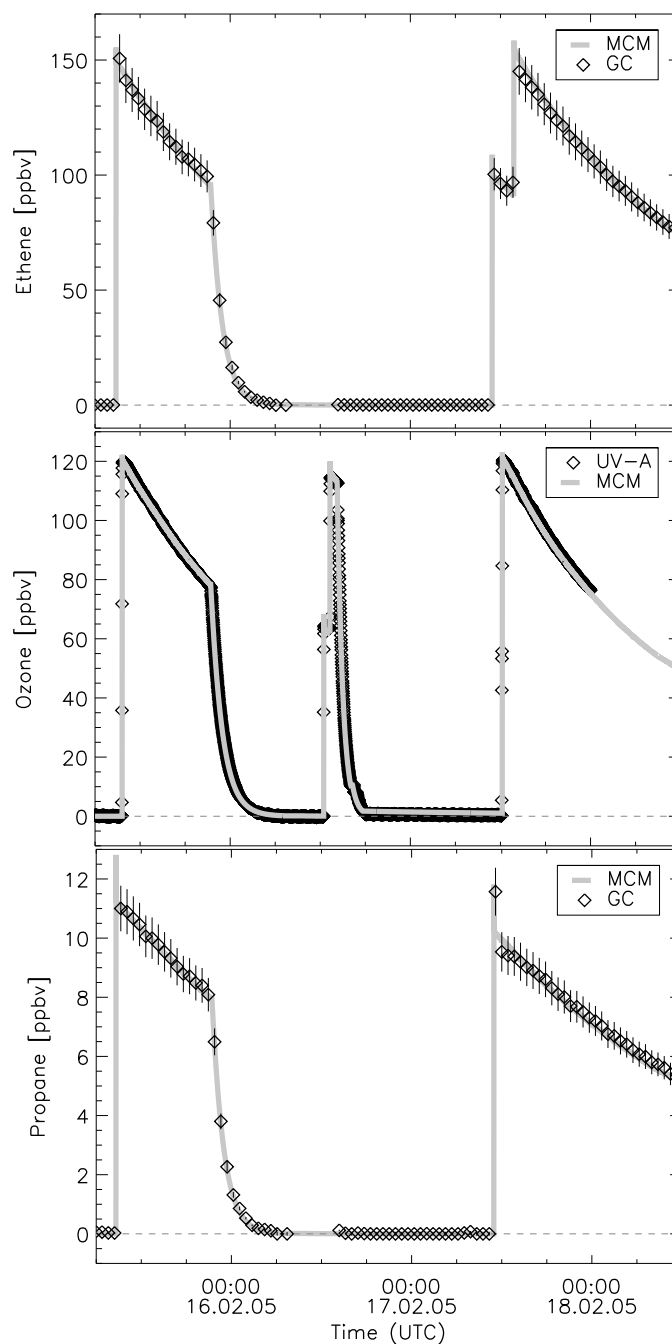 150
100
50
0
Ethene [ppbv]
MCM
GC
120
100
80
60
40
20
0
Ozone [ppbv]
UV−A
MCM
12
10
8
6
4
2
0
Propane [ppbv]
MCM
GC
00:00 00:00 00:00
16.02.05 17.02.05 18.02.05
Time (UTC)